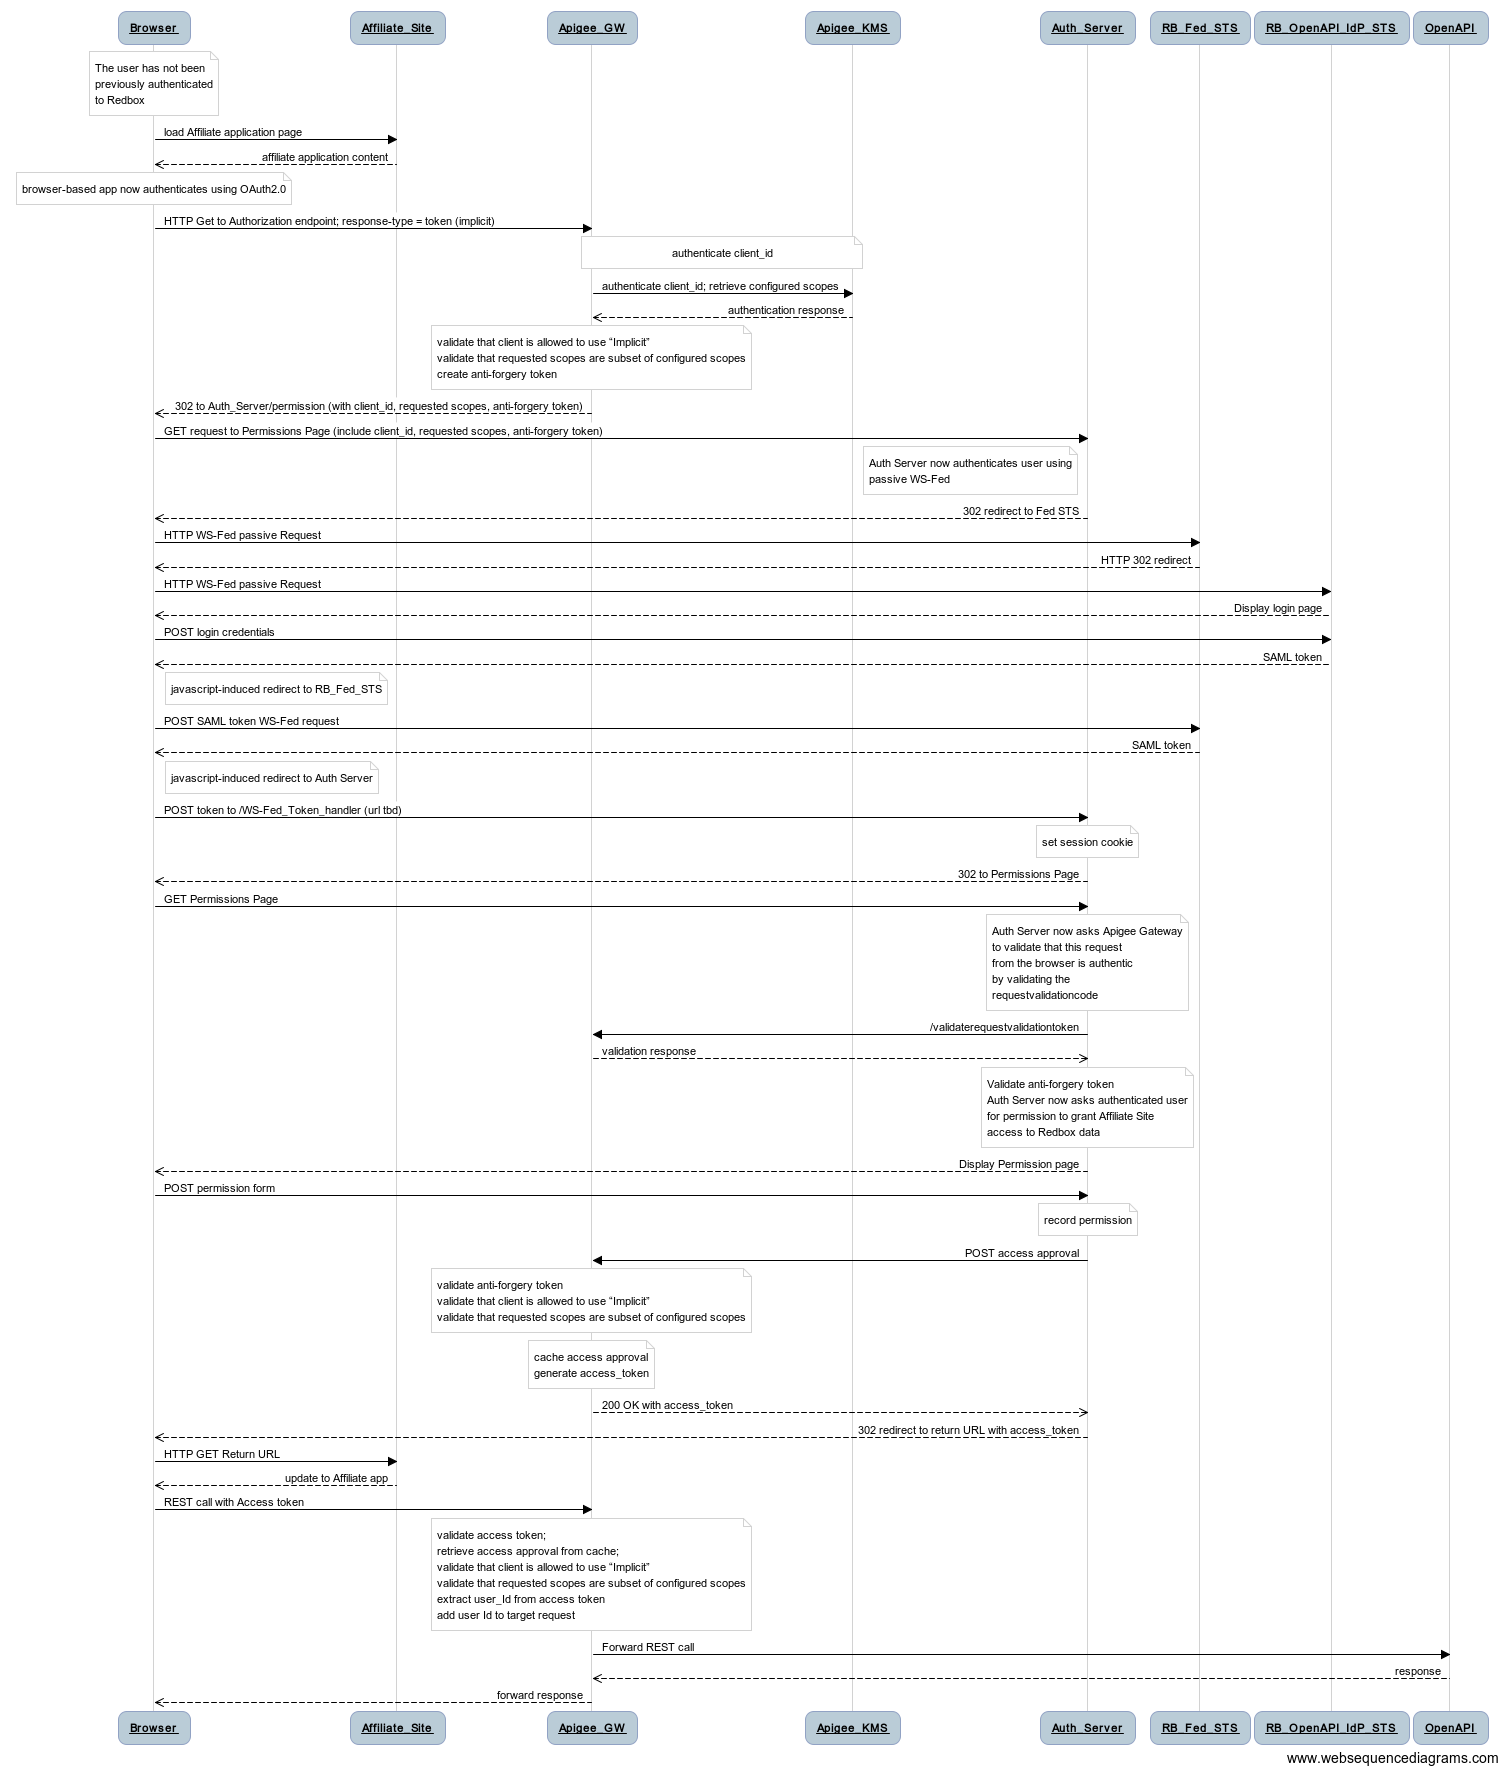 Browser Affiliate_Site Apigee_GW Apigee_KMS Auth_Server RB_Fed_STS RB_OpenAPI_IdP_STS OpenAPI
The user has not been
previously authenticated
to Redbox
load Affiliate application page
affiliate application content
browser-based app now authenticates using OAuth2.0
HTTP Get to Authorization endpoint; response-type = token (implicit)
authenticate client_id
authenticate client_id; retrieve configured scopes
authentication response
validate that client is allowed to use “Implicit”
validate that requested scopes are subset of configured scopes
create anti-forgery token
302 to Auth_Server/permission (with client_id, requested scopes, anti-forgery token)
GET request to Permissions Page (include client_id, requested scopes, anti-forgery token)
Auth Server now authenticates user using
passive WS-Fed
302 redirect to Fed STS
HTTP WS-Fed passive Request
HTTP 302 redirect
HTTP WS-Fed passive Request
Display login page
POST login credentials
SAML token
javascript-induced redirect to RB_Fed_STS
POST SAML token WS-Fed request
SAML token
javascript-induced redirect to Auth Server
POST token to /WS-Fed_Token_handler (url tbd)
set session cookie
302 to Permissions Page
GET Permissions Page
Auth Server now asks Apigee Gateway
to validate that this request
from the browser is authentic
by validating the
requestvalidationcode
/validaterequestvalidationtoken
validation response
Validate anti-forgery token
Auth Server now asks authenticated user
for permission to grant Affiliate Site
access to Redbox data
Display Permission page
POST permission form
record permission
POST access approval
validate anti-forgery token
validate that client is allowed to use “Implicit”
validate that requested scopes are subset of configured scopes
cache access approval
generate access_token
200 OK with access_token
302 redirect to return URL with access_token
HTTP GET Return URL
update to Affiliate app
REST call with Access token
validate access token;
retrieve access approval from cache;
validate that client is allowed to use “Implicit”
validate that requested scopes are subset of configured scopes
extract user_Id from access token
add user Id to target request
Forward REST call
response
forward response
Browser Affiliate_Site Apigee_GW Apigee_KMS Auth_Server RB_Fed_STS RB_OpenAPI_IdP_STS OpenAPI
www.websequencediagrams.com